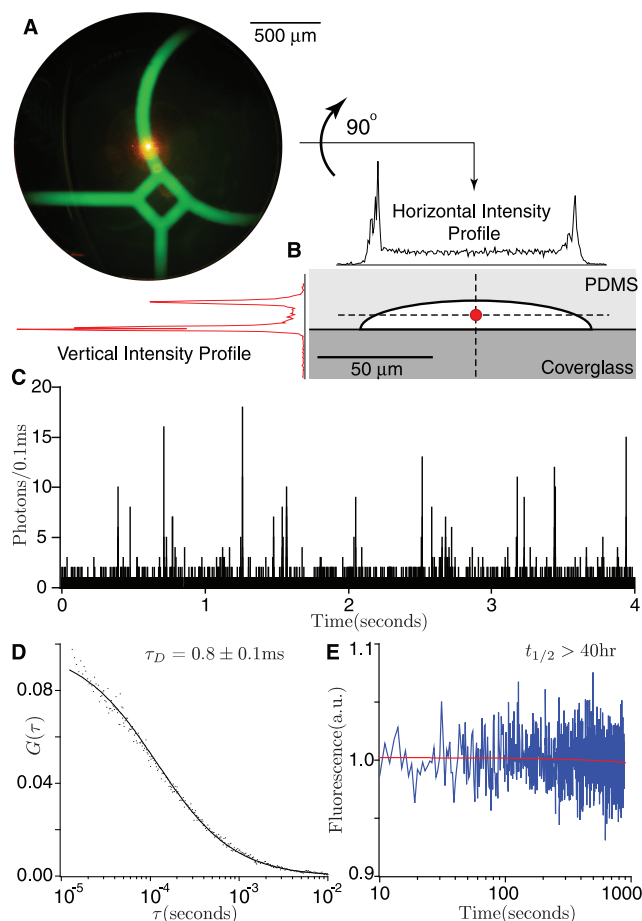 A
500 μm
90°
Horizontal Intensity
Profile
B
PDMS
Vertical Intensity Profile
50 μm
Coverglass
C
20
15
10
5
0
Photons/0.1ms
0
1
2
3
4
Time(seconds)
D
τ_D = 0.8 ± 0.1ms
0.08
0.04
0.00
G(τ)
10⁻⁵
10⁻⁴
10⁻³
10⁻²
τ(seconds)
E
t_{1/2} > 40hr
1.1
1.0
0.9
Fluorescence(a.u.)
10
100
1000
Time(seconds)